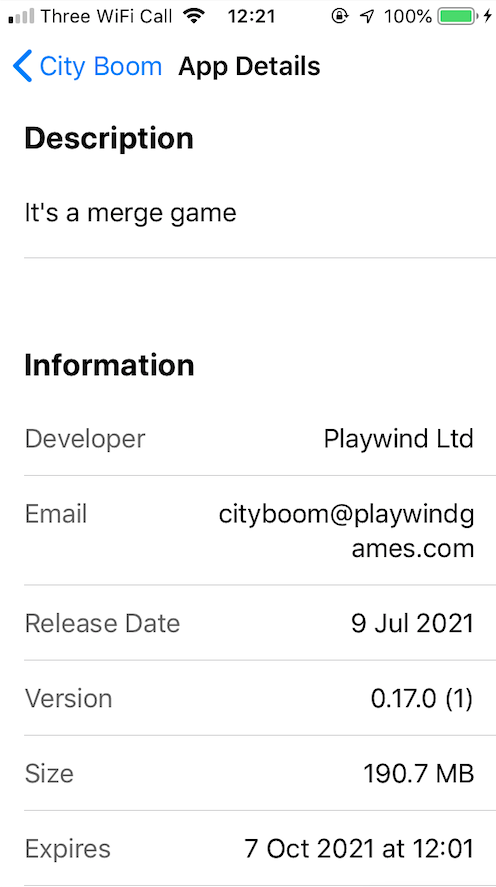 Three WiFi Call 12:21 100%
City Boom App Details
Description
It's a merge game
Information
Developer Playwind Ltd
Email cityboom@playwindg
ames.com
Release Date 9 Jul 2021
Version 0.17.0 (1)
Size 190.7 MB
Expires 7 Oct 2021 at 12:01